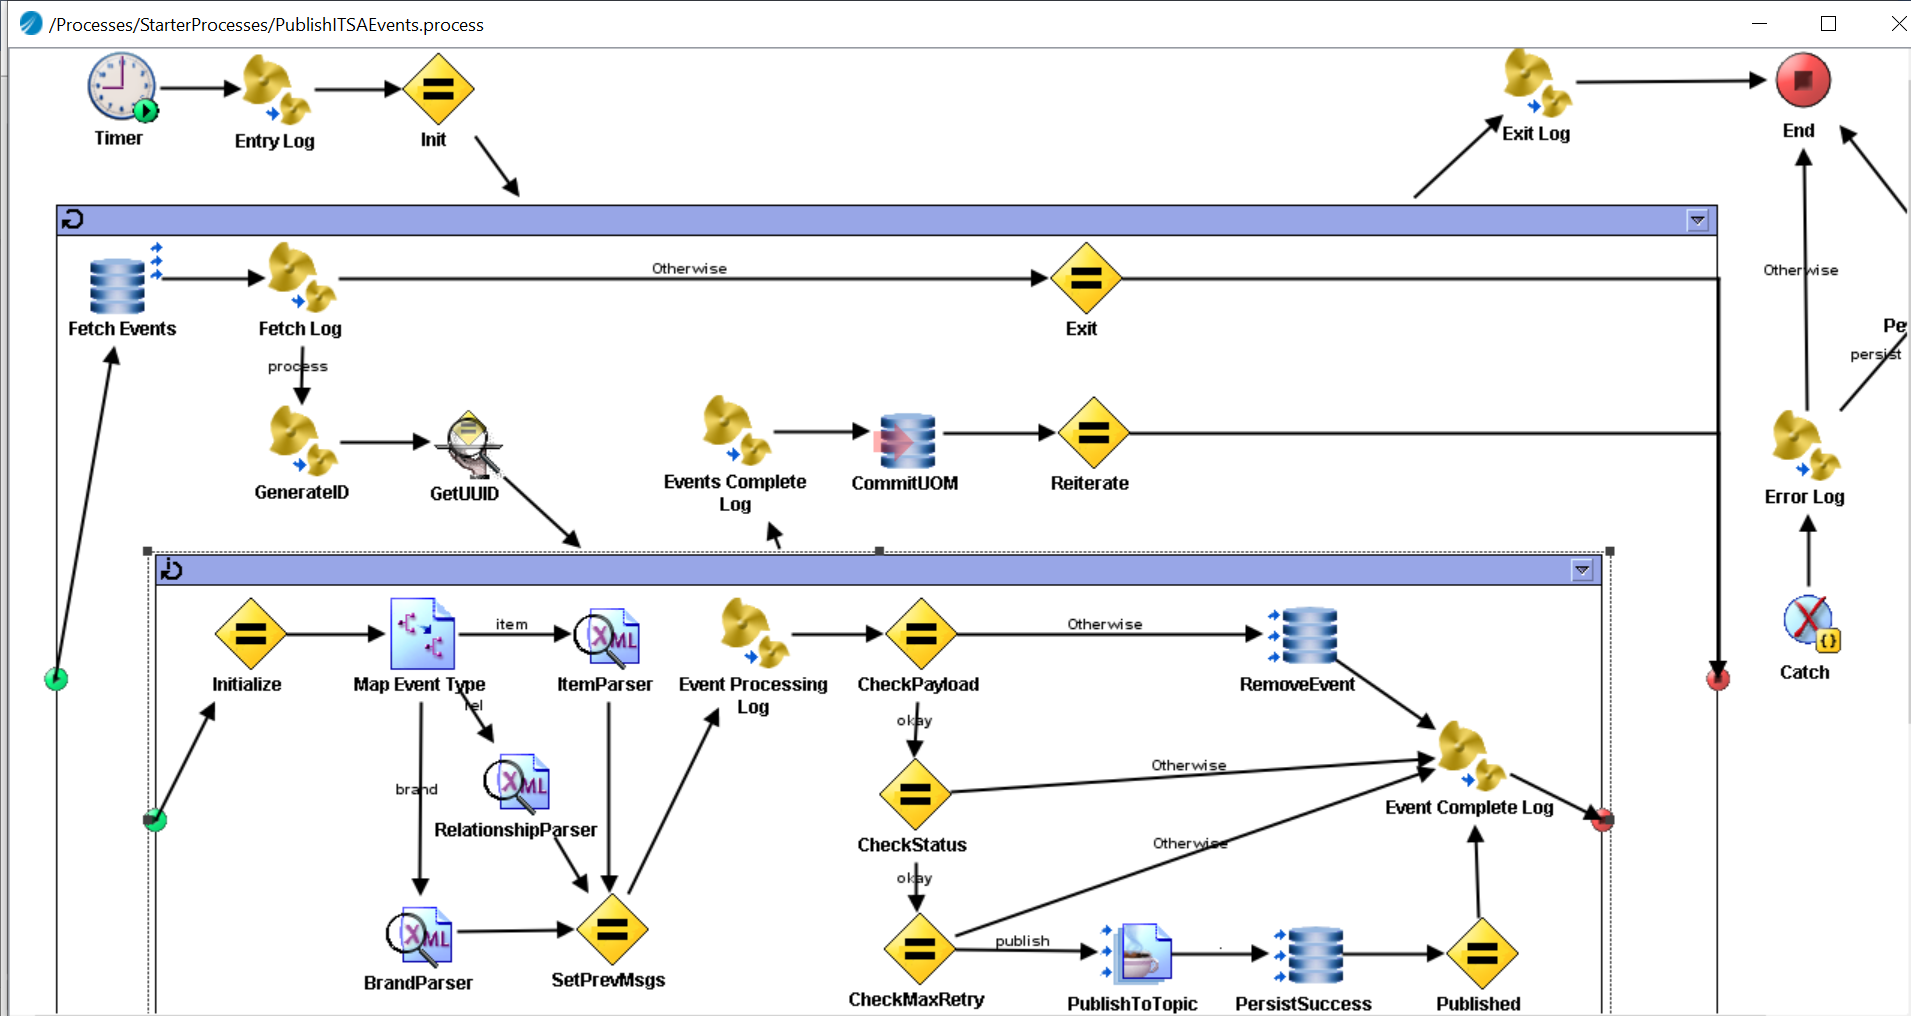 /Processes/StarterProcesses/PublishITSAEvents.process
Timer
Entry Log
Init
Exit Log
End
Otherwise
Otherwise
Fetch Events
Fetch Log
Exit
process
persist
GenerateID
GetUUID
Events Complete
Log
CommitUOM
Reiterate
Error Log
item
Otherwise
Initialize
Map Event Type
ItemParser
Event Processing
Log
CheckPayload
RemoveEvent
Catch
rel
okay
brand
Otherwise
RelationshipParser
Event Complete Log
CheckStatus
Otherwise
okay
publish
BrandParser
SetPrevMsgs
CheckMaxRetry
PublishToTopic
PersistSuccess
Published